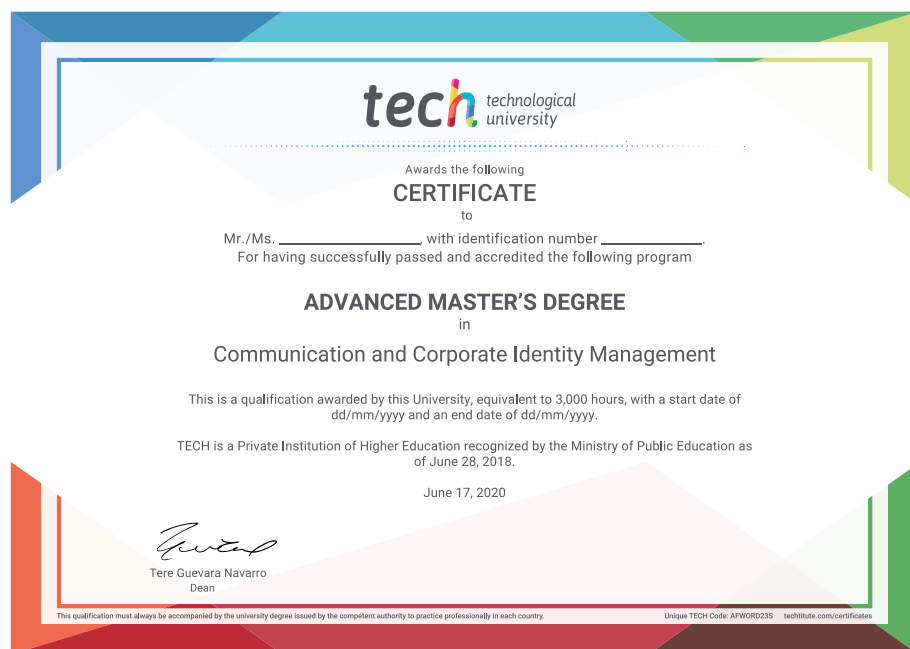 tech technological
university
Awards the following
CERTIFICATE
to
Mr./Ms. ____________________, with identification number ______________.
For having successfully passed and accredited the following program
ADVANCED MASTER’S DEGREE
in
Communication and Corporate Identity Management
This is a qualification awarded by this University, equivalent to 3,000 hours, with a start date of
dd/mm/yyyy and an end date of dd/mm/yyyy.
TECH is a Private Institution of Higher Education recognized by the Ministry of Public Education as
of June 28, 2018.
June 17, 2020
Tere Guevara Navarro
Dean
This qualification must always be accompanied by the university degree issued by the competent authority to practice professionally in each country.
Unique TECH Code: AFWORD23S techtitute.com/certificates